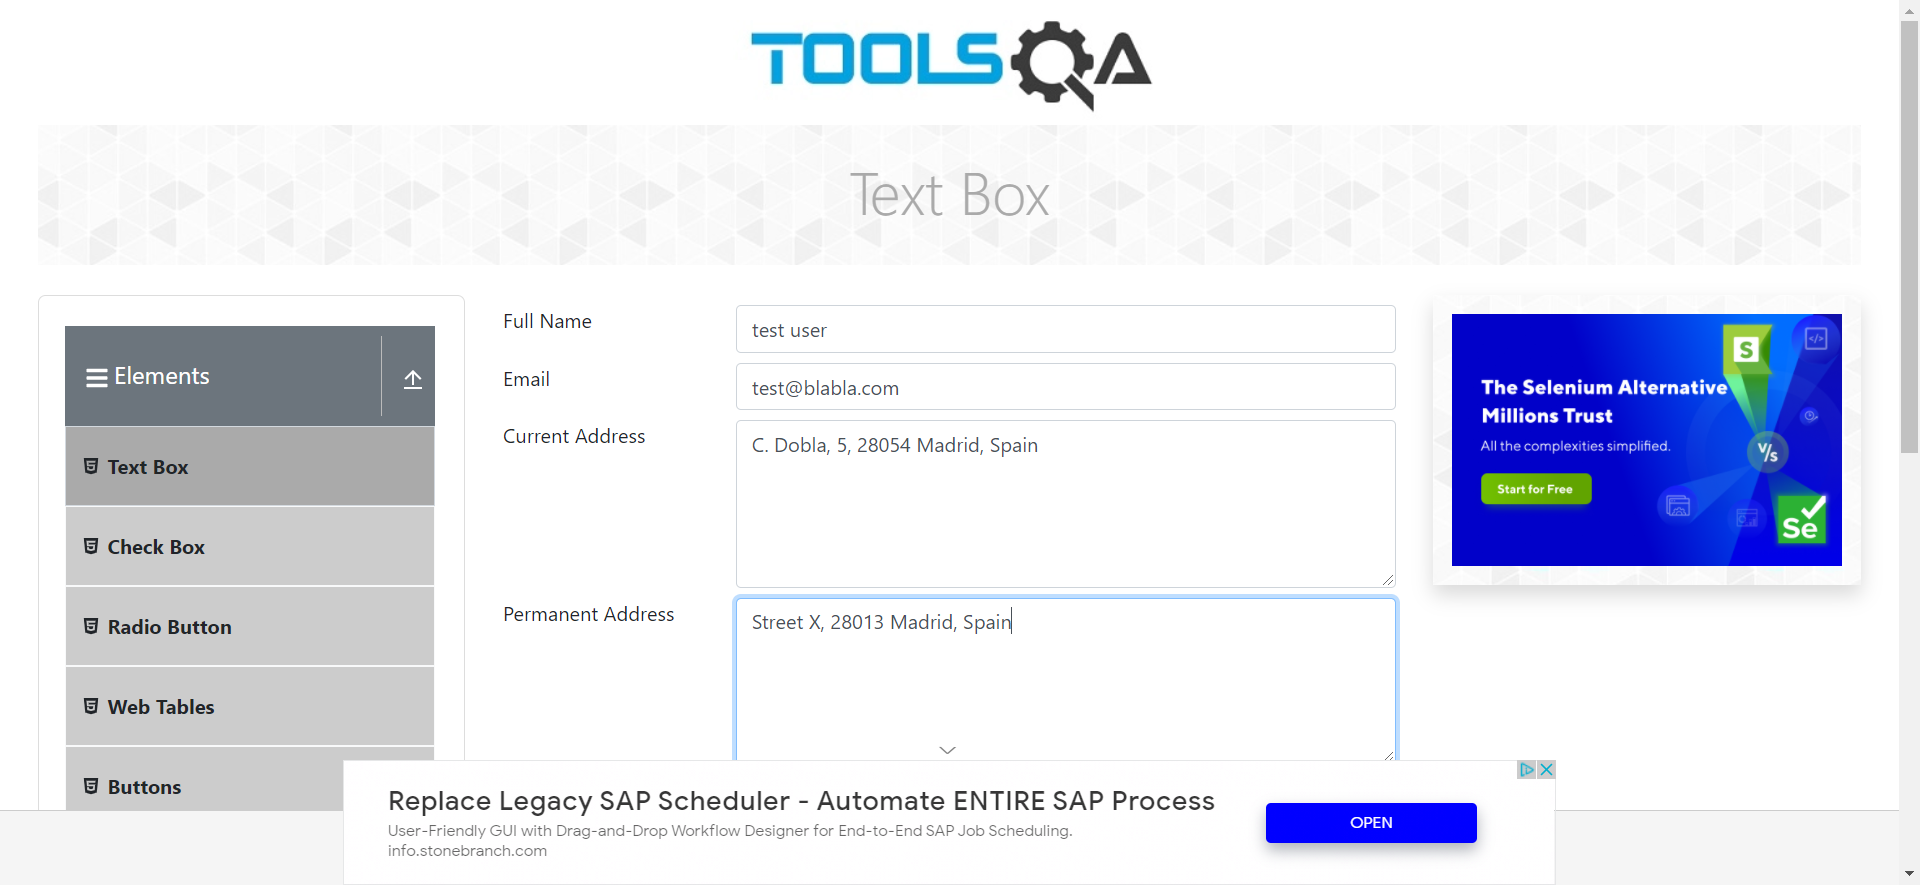 TOOLSQA
Text Box
Elements
Text Box
Check Box
Radio Button
Web Tables
Buttons
Full Name
test user
Email
test@blabla.com
Current Address
C. Dobla, 5, 28054 Madrid, Spain
Permanent Address
Street X, 28013 Madrid, Spain
The Selenium Alternative
Millions Trust
All the complexities simplified.
Start for Free
S
V/s
Se
Replace Legacy SAP Scheduler - Automate ENTIRE SAP Process
User-Friendly GUI with Drag-and-Drop Workflow Designer for End-to-End SAP Job Scheduling.
info.stonebranch.com
OPEN